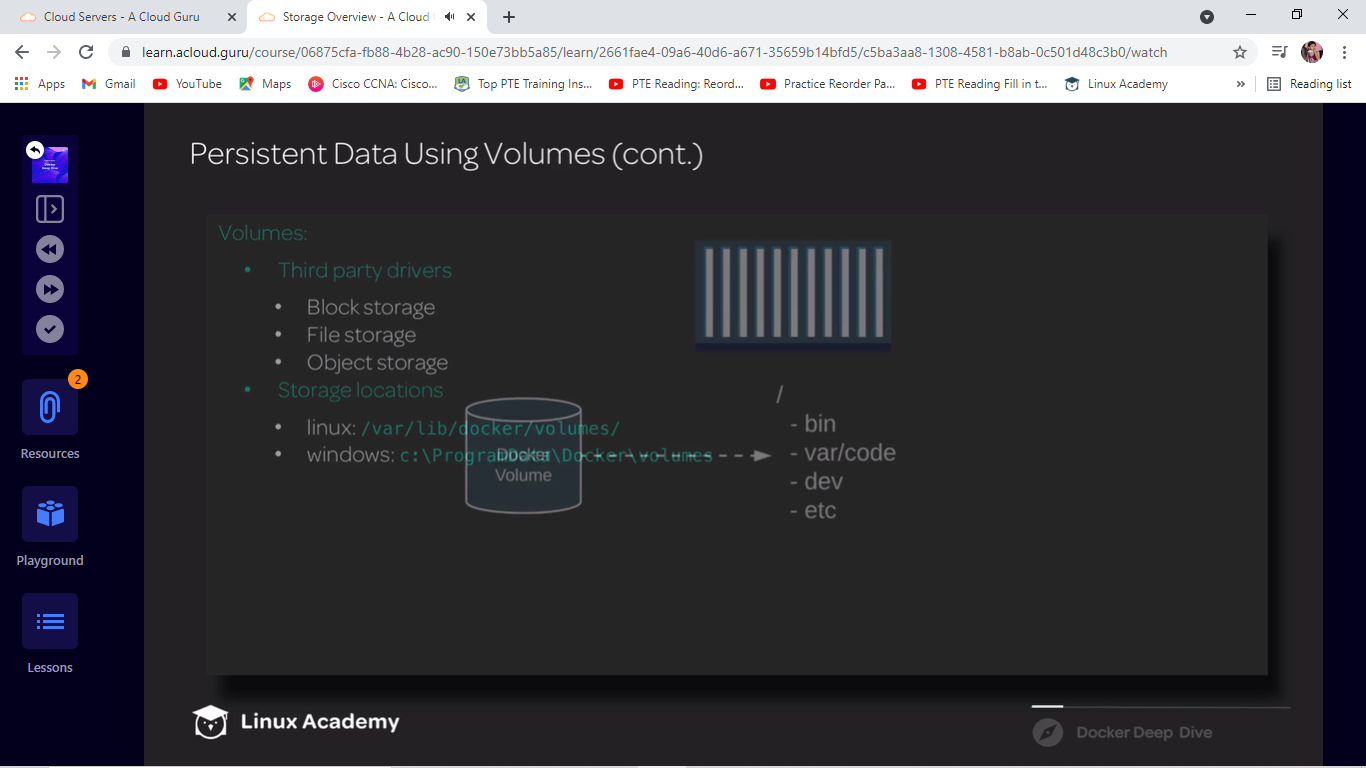 Cloud Servers - A Cloud Guru
Storage Overview - A Cloud
learn.acloud.guru/course/06875cfa-fb88-4b28-ac90-150e73bb5a85/learn/2661fae4-09a6-40d6-a671-35659b14bfd5/c5ba3aa8-1308-4581-b8ab-0c501d48c3b0/watch
Apps Gmail YouTube Maps Cisco CCNA: Cisco... Top PTE Training Ins... PTE Reading: Reord... Practice Reorder Pa... PTE Reading Fill in t... Linux Academy » Reading list
Docker
Deep Dive
2
Resources
Playground
Lessons
Persistent Data Using Volumes (cont.)
Volumes:
• Third party drivers
• Block storage
• File storage
• Object storage
• Storage locations
• linux: /var/lib/docker/volumes/
• windows: c:\ProgramData\Docker\volumes
Docker
Volume
/
- bin
- var/code
- dev
- etc
Linux Academy
Docker Deep Dive